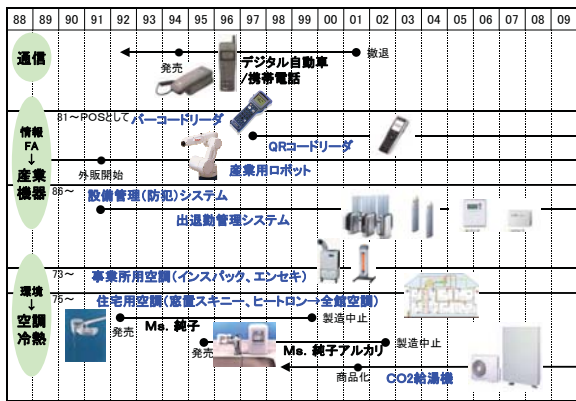 88 89 90 91 92 93 94 95 96 97 98 99 00 01 02 03 04 05 06 07 08 09
通信
発売
デジタル自動車
/携帯電話
撤退
情報
FA
↓
産業
機器
81～POSとして バーコードリーダ
QRコードリーダ
外販開始
産業用ロボット
86～ 設備管理(防犯)システム
出退勤管理システム
環境
↓
空調
冷熱
73～ 事業所用空調(インスパック、エンセキ)
75～ 住宅用空調(窓置スキニー、ヒートロン→全館空調)
発売
Ms. 純子
製造中止
発売
Ms. 純子アルカリ
製造中止
商品化
CO2給湯機